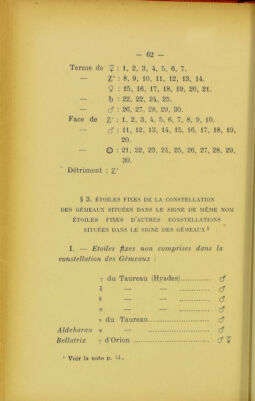 — 62 —
Terme de ☿ : 1, 2, 3, 4, 5, 6, 7.
— ♃ : 8, 9, 10, 11, 12, 13, 14.
♀ : 15, 16, 17, 18, 19, 20, 21.
— ♄ : 22, 22, 24, 25.
— ♂ : 26, 27, 28, 29, 30.
Face de ♃ : 1, 2, 3, 4, 5, 6, 7, 8, 9, 10.
— ♂ : 11, 12, 13, 14, 15, 16, 17, 18, 19,
20.
— ☉ : 21, 22, 23, 24, 25, 26, 27, 28, 29,
30.
Détriment : ♃
§ 3. ÉTOILES FIXES DE LA CONSTELLATION
DES GÉMEAUX SITUÉES DANS LE SIGNE DE MÊME NOM
ÉTOILES FIXES D'AUTRES CONSTELLATIONS
SITUÉES DANS LE SIGNE DES GÉMEAUX ¹
I. — Etoiles fixes non comprises dans la
constellation des Gémeaux :
γ du Taureau (Hyades) ............ ♂
— — ............ ♂
— — ............ ♂
du Taureau ............ ♂
Aldebaran — ............ ♂
Bellatrix γ d'Orion ............ ♂ ☿
¹ Voir la note p.